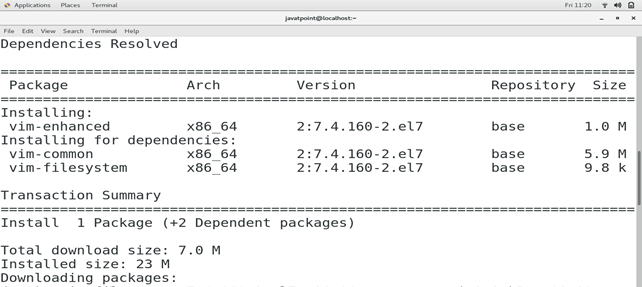 Applications Places Terminal Fri 11:20
javatpoint@localhost:~
File Edit View Search Terminal Help
Dependencies Resolved
================================================================================
Package Arch Version Repository Size
================================================================================
Installing:
vim-enhanced x86_64 2:7.4.160-2.el7 base 1.0 M
Installing for dependencies:
vim-common x86_64 2:7.4.160-2.el7 base 5.9 M
vim-filesystem x86_64 2:7.4.160-2.el7 base 9.8 k
Transaction Summary
================================================================================
Install 1 Package (+2 Dependent packages)
Total download size: 7.0 M
Installed size: 23 M
Downloading packages: